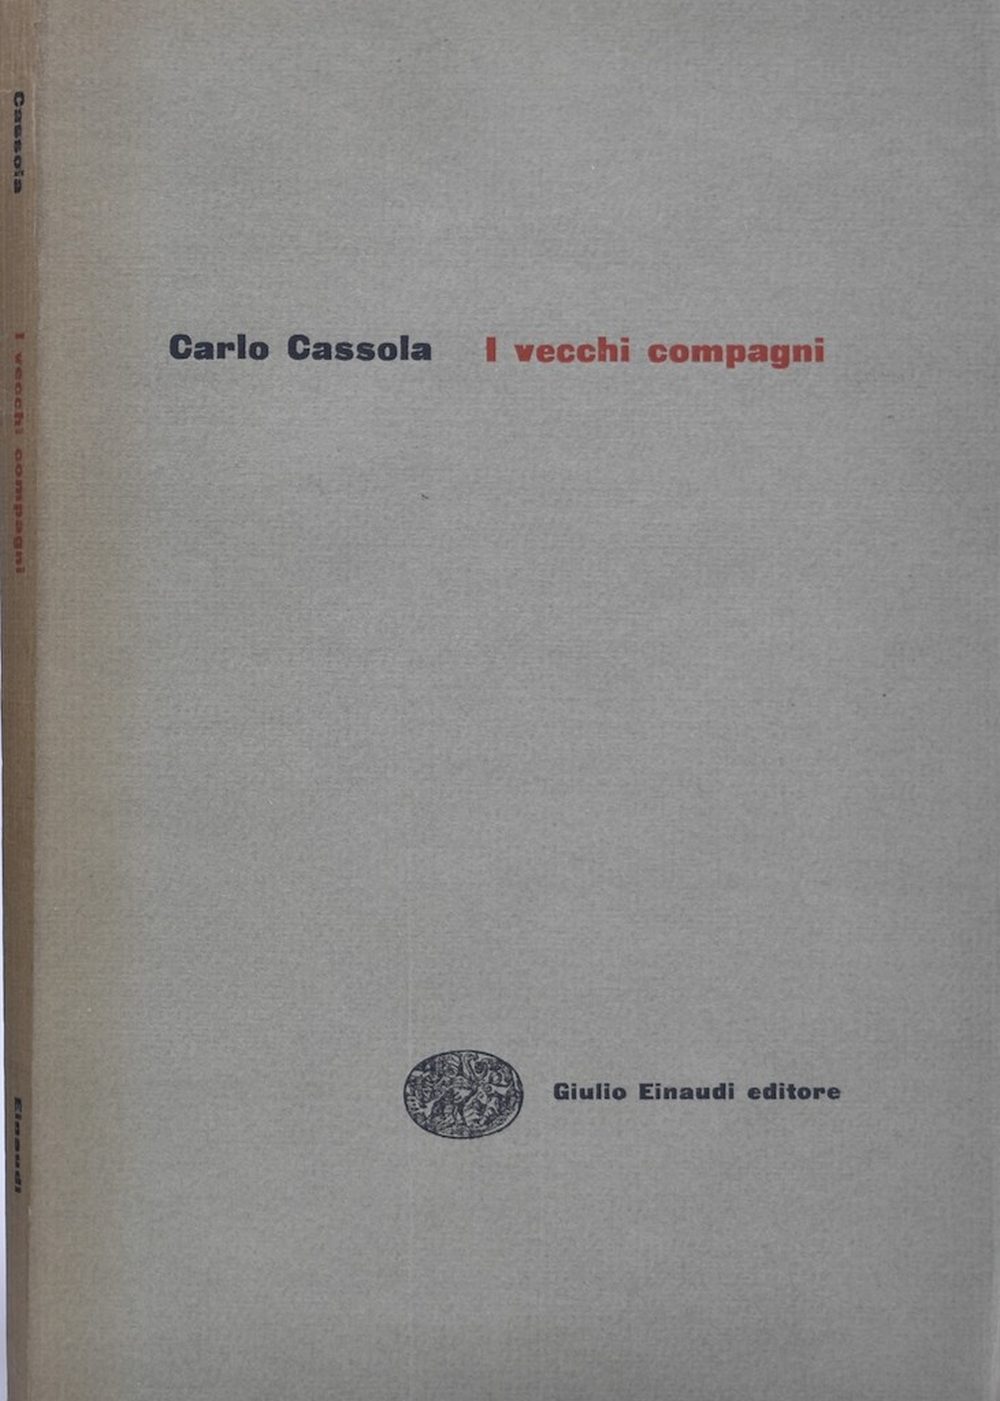 Cassola
I vecchi compagni
Einaudi
Carlo Cassola I vecchi compagni
Giulio Einaudi editore